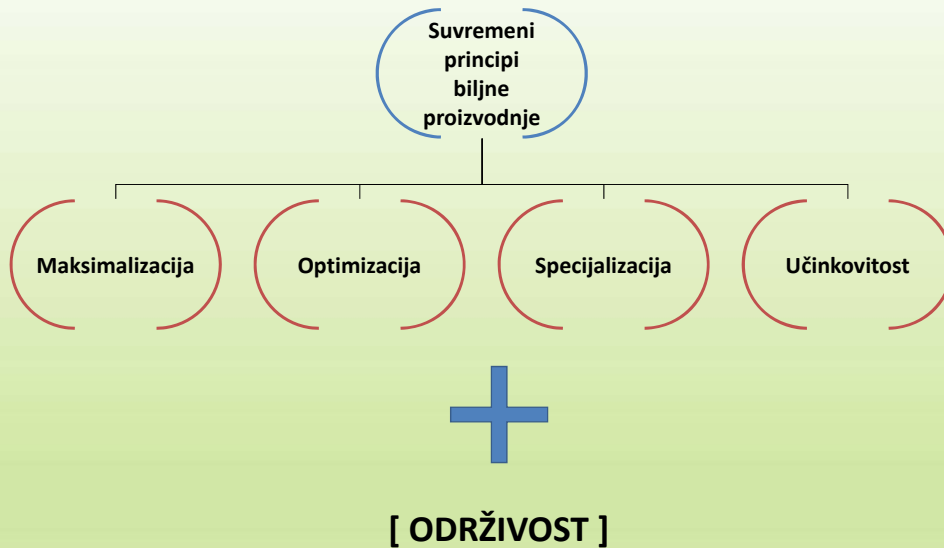 Suvremeni
principi
biljne
proizvodnje
Maksimalizacija
Optimizacija
Specijalizacija
Učinkovitost
[ ODRŽIVOST ]